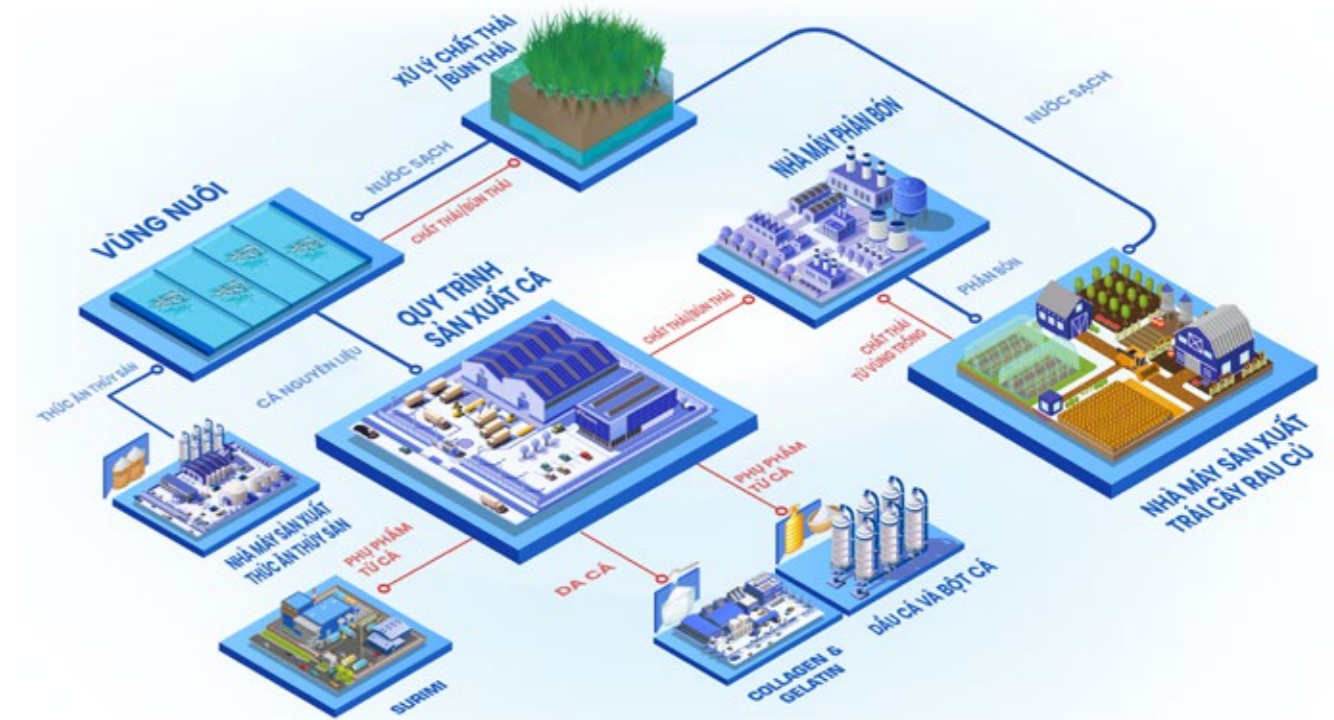 XỬ LÝ CHẤT THẢI
/BÙN THẢI
NƯỚC SẠCH
NƯỚC SẠCH
CHẤT THẢI/BÙN THẢI
NHÀ MÁY PHÂN BÓN
VÙNG NUÔI
QUY TRÌNH
SẢN XUẤT CÁ
CHẤT THẢI/BÙN THẢI
PHÂN BÓN
CHẤT THẢI
TỪ VÙNG TRỒNG
THỨC ĂN THỦY SẢN
CÁ NGUYÊN LIỆU
NHÀ MÁY SẢN XUẤT
TRÁI CÂY RAU CỦ
NHÀ MÁY SẢN XUẤT
THỨC ĂN THỦY SẢN
PHỤ PHẨM
TỪ CÁ
PHỤ PHẨM
TỪ CÁ
DA CÁ
DẦU CÁ VÀ BỘT CÁ
COLLAGEN &
GELATIN
SURIMI